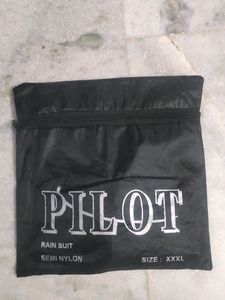 PILOT
RAIN SUIT
SEMI NYLON SIZE : XXXL